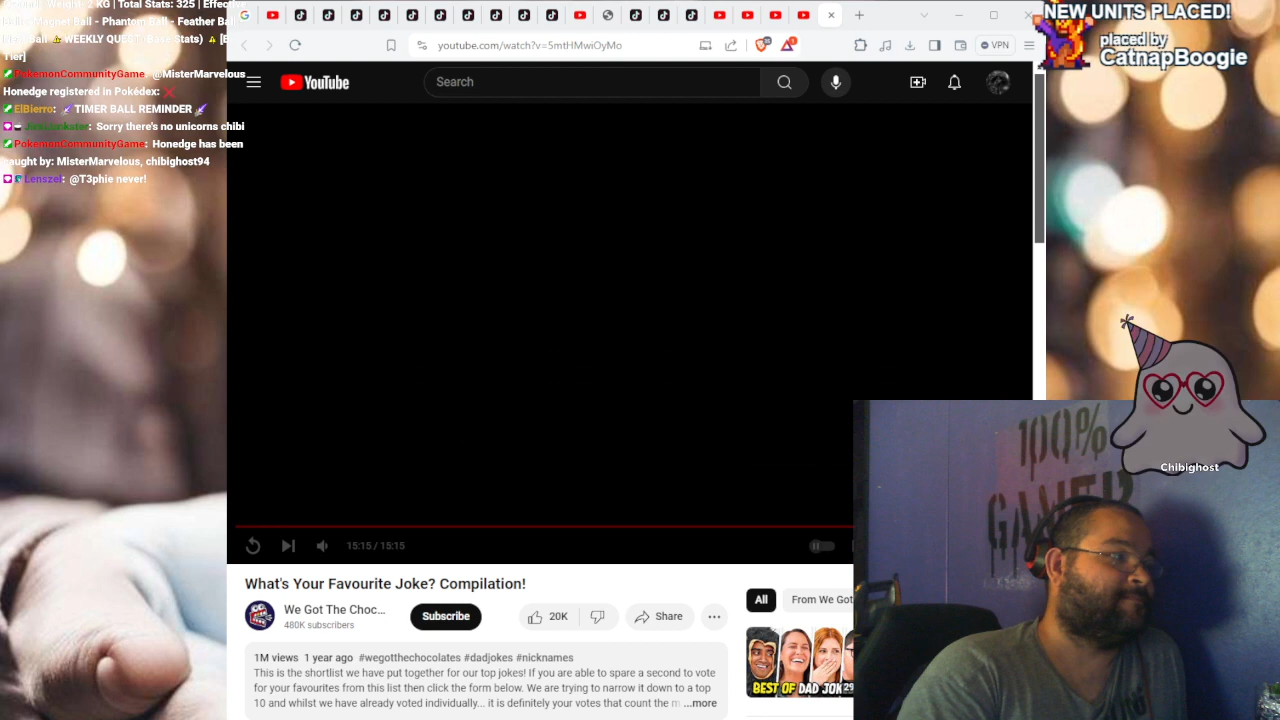 2 KG | Total Stats: 325 |
Magnet Ball - Phantom Ball - Feather Ball
Tier]
PokemonCommunityGame @MisterMarvelous
Honedge registered in Pokédex: ❌
ElBierro: TIMER BALL REMINDER
Sorry there's no unicorns chibi
PokemonCommunityGame: Honedge has been
caught by: MisterMarvelous, chibighost94
Lenszel: @T3phie never!
youtube.com/watch?v=5mtHMwiOyMo
VPN
YouTube
Search
NEW UNITS PLACED!
placed by
CatnapBoogie
100%
GAMER
Chibighost
15:15 / 15:15
What's Your Favourite Joke? Compilation!
We Got The Choc...
480K subscribers
Subscribe
20K
Share
All
From We Got
1M views 1 year ago #wegotthechocolates #dadjokes #nicknames
This is the shortlist we have put together for our top jokes! If you are able to spare a second to vote
for your favourites from this list then click the form below. We are trying to narrow it down to a top
10 and whilst we have already voted individually... it is definitely your votes that count the m ...more
BEST OF DAD JOK